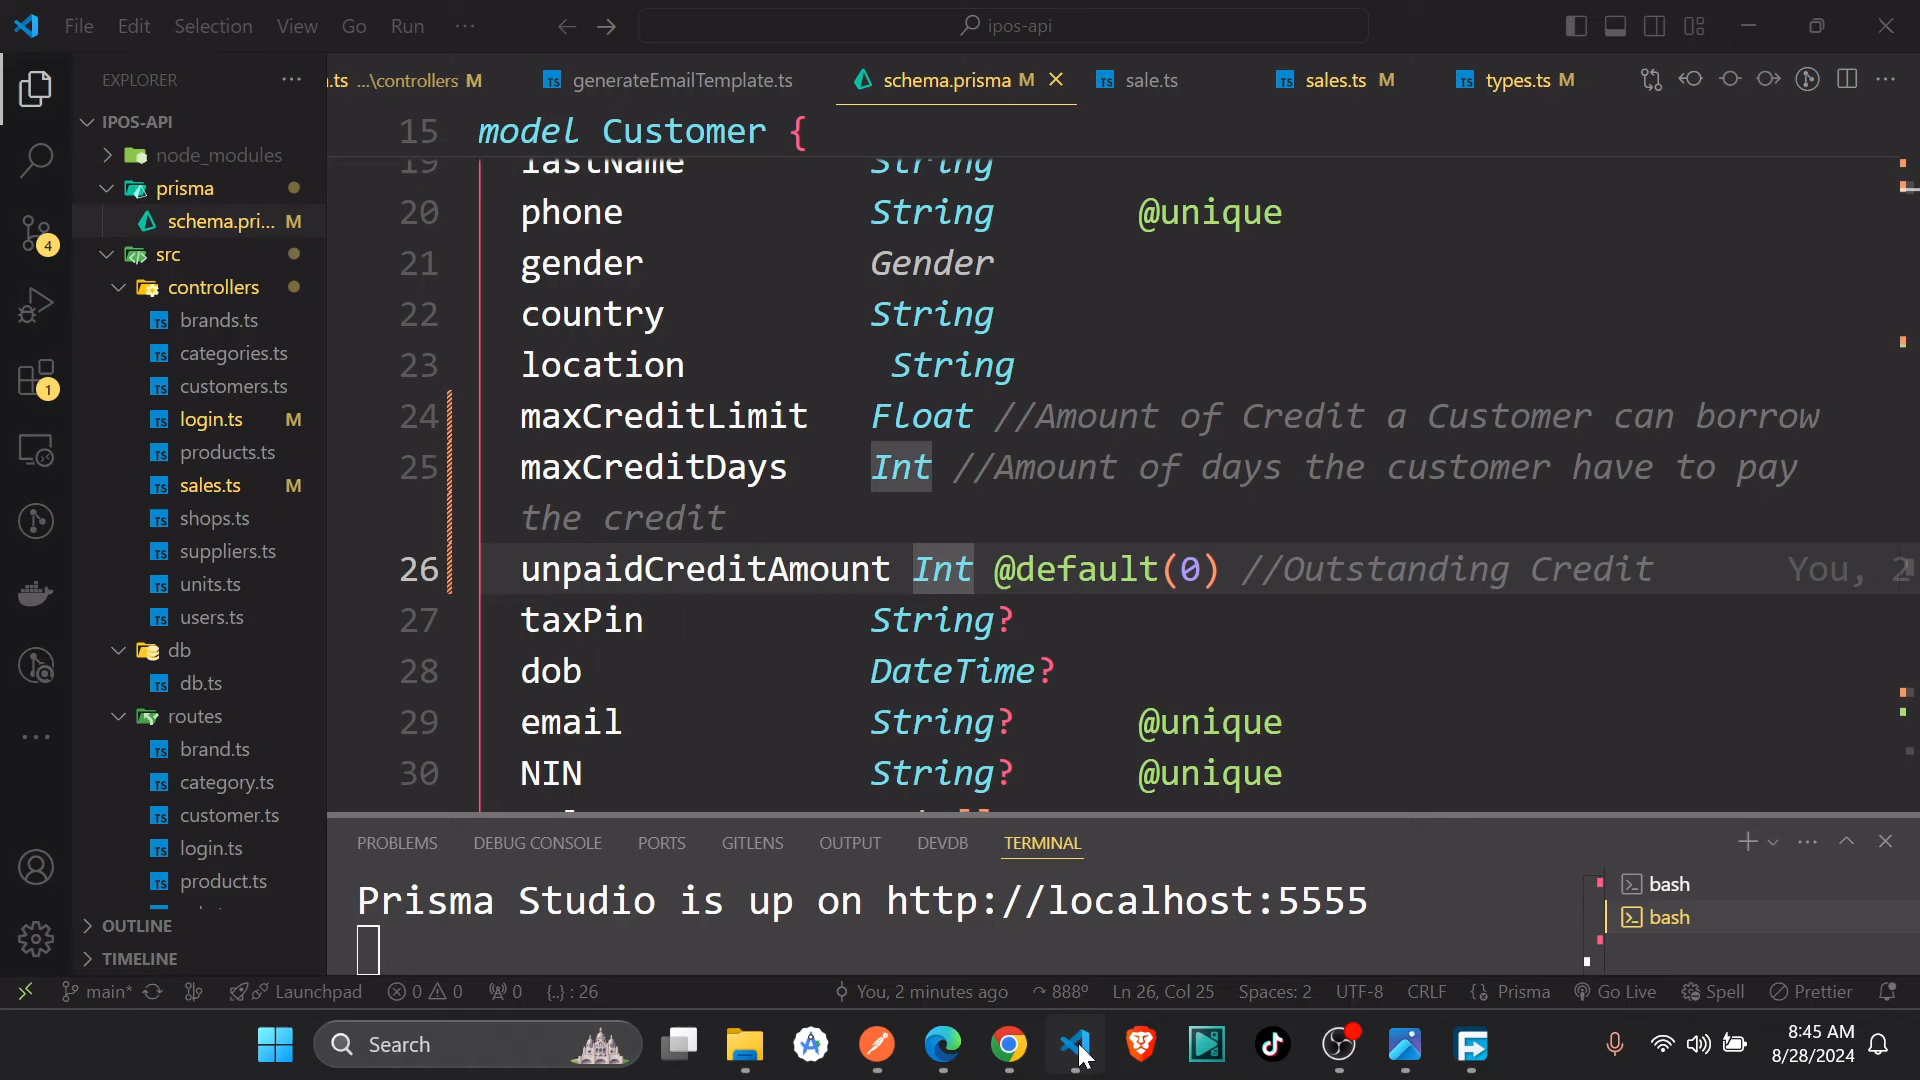 File Edit Selection View Go Run ··· ipos-api
EXPLORER ···
IPOS-API
node_modules
prisma
schema.pri... M
src
controllers
brands.ts
categories.ts
customers.ts
login.ts M
products.ts
sales.ts M
shops.ts
suppliers.ts
units.ts
users.ts
db
db.ts
routes
brand.ts
category.ts
customer.ts
login.ts
product.ts
OUTLINE
TIMELINE
4
1
.ts ...\controllers M generateEmailTemplate.ts schema.prisma M sale.ts sales.ts M types.ts M
15 model Customer {
19 lastName String
20 phone String @unique
21 gender Gender
22 country String
23 location String
24 maxCreditLimit Float //Amount of Credit a Customer can borrow
25 maxCreditDays Int //Amount of days the customer have to pay
the credit
26 unpaidCreditAmount Int @default(0) //Outstanding Credit You, 2
27 taxPin String?
28 dob DateTime?
29 email String? @unique
30 NIN String? @unique
PROBLEMS DEBUG CONSOLE PORTS GITLENS OUTPUT DEVDB TERMINAL
Prisma Studio is up on http://localhost:5555
bash
bash
main* Launchpad 0 0 0 {..} : 26 You, 2 minutes ago 888º Ln 26, Col 25 Spaces: 2 UTF-8 CRLF Prisma Go Live Spell Prettier
Search
8:45 AM
8/28/2024